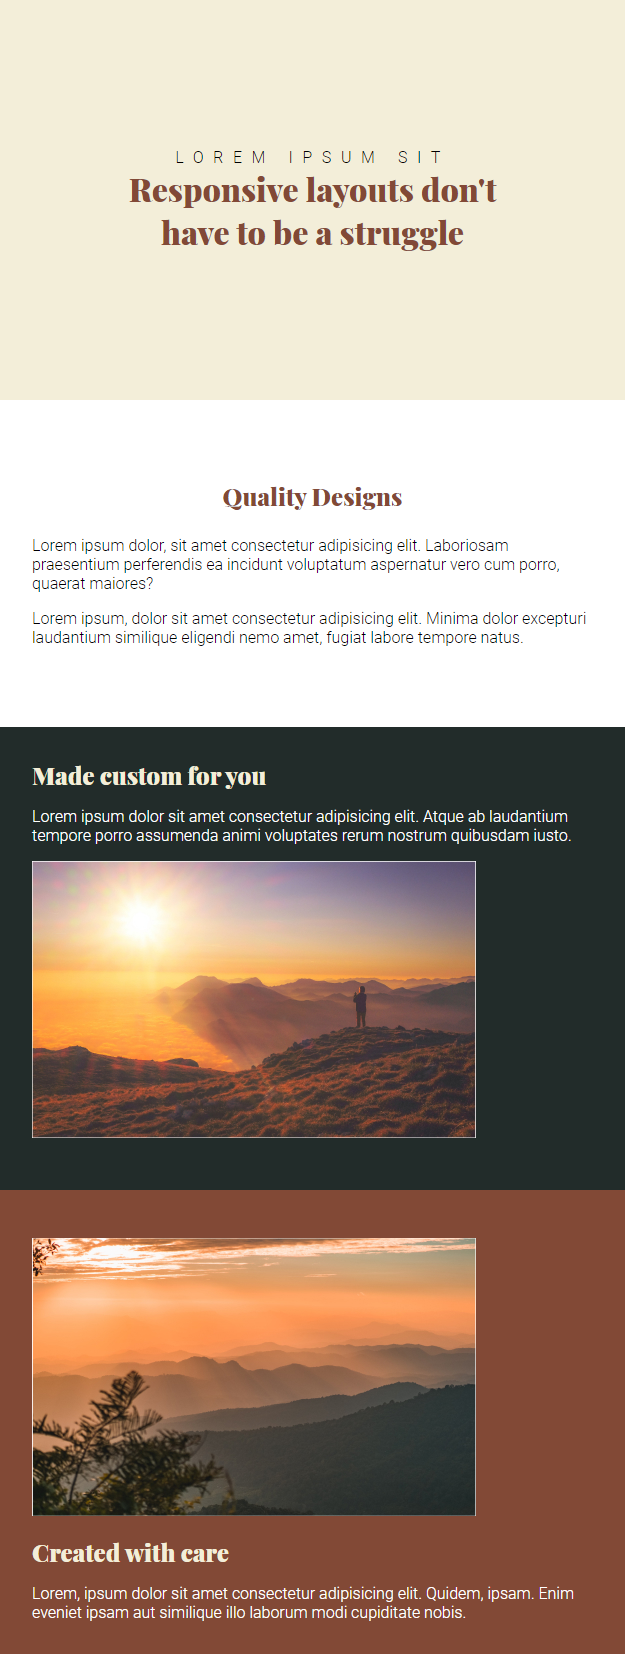 LOREM IPSUM SIT
Responsive layouts don't
have to be a struggle
Quality Designs
Lorem ipsum dolor, sit amet consectetur adipisicing elit. Laboriosam
praesentium perferendis ea incidunt voluptatum aspernatur vero cum porro,
quaerat maiores?
Lorem ipsum, dolor sit amet consectetur adipisicing elit. Minima dolor excepturi
laudantium similique eligendi nemo amet, fugiat labore tempore natus.
Made custom for you
Lorem ipsum dolor sit amet consectetur adipisicing elit. Atque ab laudantium
tempore porro assumenda animi voluptates rerum nostrum quibusdam iusto.
Created with care
Lorem, ipsum dolor sit amet consectetur adipisicing elit. Quidem, ipsam. Enim
eveniet ipsam aut similique illo laborum modi cupiditate nobis.